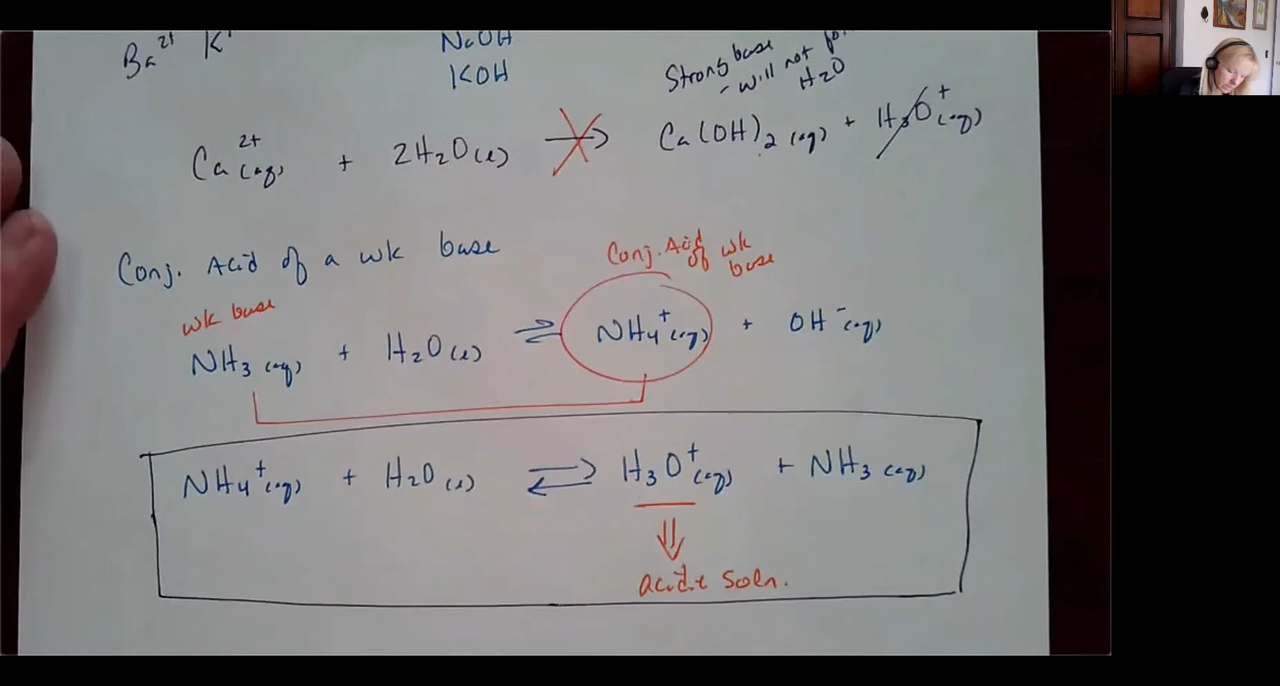 Ba²⁺ K⁺
NaOH
KOH
Strong base
- will not
H₂O
Ca²⁺(aq) + 2H₂O(l) → Ca(OH)₂(aq) + H₃O⁺(aq)
Conj. Acid of a wk base
Conj. Acid of wk base
wk base
NH₃(aq) + H₂O(l) ⇌ NH₄⁺(aq) + OH⁻(aq)
NH₄⁺(aq) + H₂O(l) ⇌ H₃O⁺(aq) + NH₃(aq)
⇓
acidic soln.